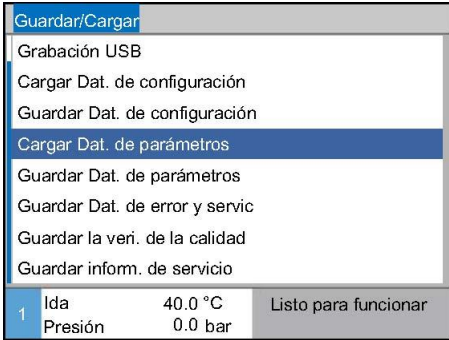 Guardar/Cargar
Grabación USB
Cargar Dat. de configuración
Guardar Dat. de configuración
Cargar Dat. de parámetros
Guardar Dat. de parámetros
Guardar Dat. de error y servic
Guardar la veri. de la calidad
Guardar inform. de servicio
1 Ida 40.0 °C Listo para funcionar
Presión 0.0 bar